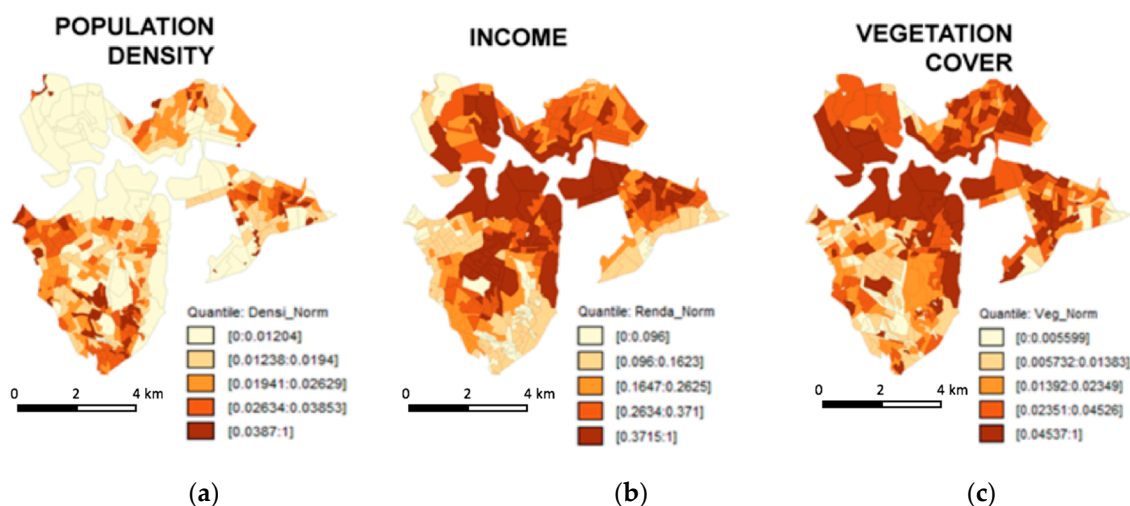 POPULATION
DENSITY
Quantile: Densi_Norm
[0:0.01204]
[0.01238:0.0194]
[0.01941:0.02629]
[0.02634:0.03853]
[0.0387:1]
0 2 4 km
(a)
INCOME
Quantile: Renda_Norm
[0:0.096]
[0.096:0.1623]
[0.1647:0.2625]
[0.2634:0.371]
[0.3715:1]
0 2 4 km
(b)
VEGETATION
COVER
Quantile: Veg_Norm
[0:0.005599]
[0.005732:0.01383]
[0.01392:0.02349]
[0.02351:0.04526]
[0.04537:1]
0 2 4 km
(c)